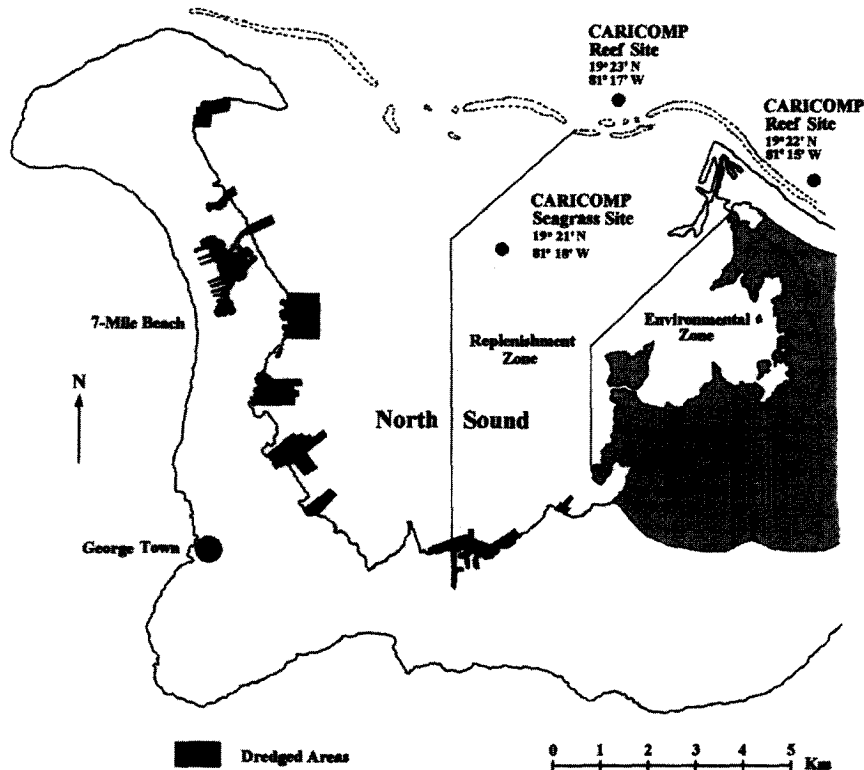 CARICOMP
Reef Site
19° 23' N
81° 17' W
CARICOMP
Reef Site
19° 22' N
81° 15' W
CARICOMP
Seagrass Site
19° 21' N
81° 18' W
7-Mile Beach
Replenishment
Zone
Environmental
Zone
N
North Sound
George Town
Dredged Areas
0 1 2 3 4 5
Km